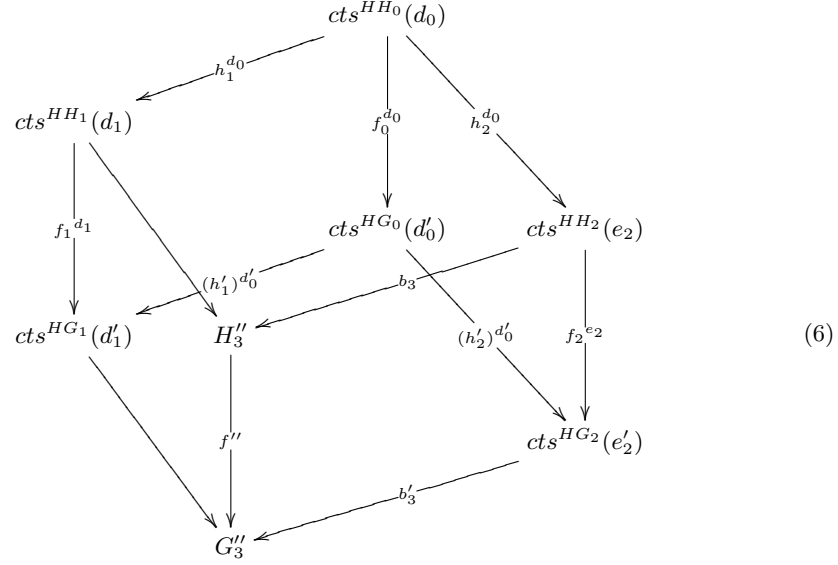 cts^{HH_0}(d_0)
h_1^{d_0}
cts^{HH_1}(d_1)
f_0^{d_0}
h_2^{d_0}
f_1^{d_1}
cts^{HG_0}(d'_0)
cts^{HH_2}(e_2)
(h'_1)^{d'_0}
b_3
cts^{HG_1}(d'_1)
H''_3
(h'_2)^{d'_0}
f_2^{e_2}
(6)
f''
cts^{HG_2}(e'_2)
b'_3
G''_3